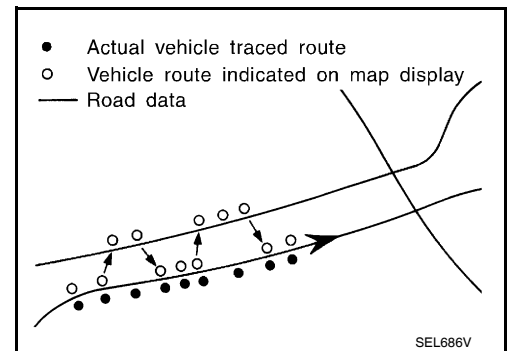 Actual vehicle traced route
Vehicle route indicated on map display
Road data
SEL686V